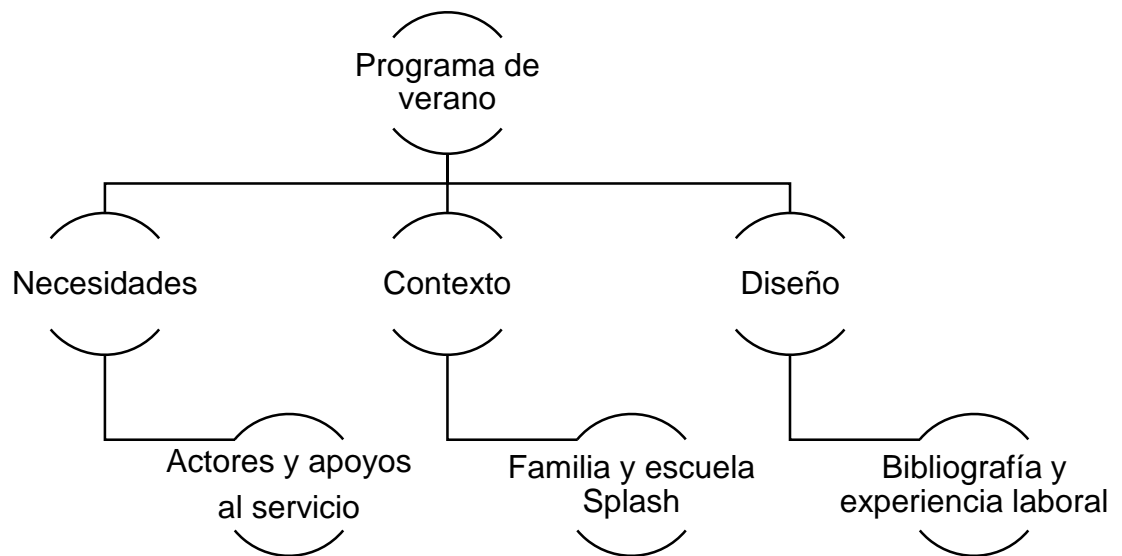 Programa de
verano
Necesidades
Contexto
Diseño
Actores y apoyos
al servicio
Familia y escuela
Splash
Bibliografía y
experiencia laboral